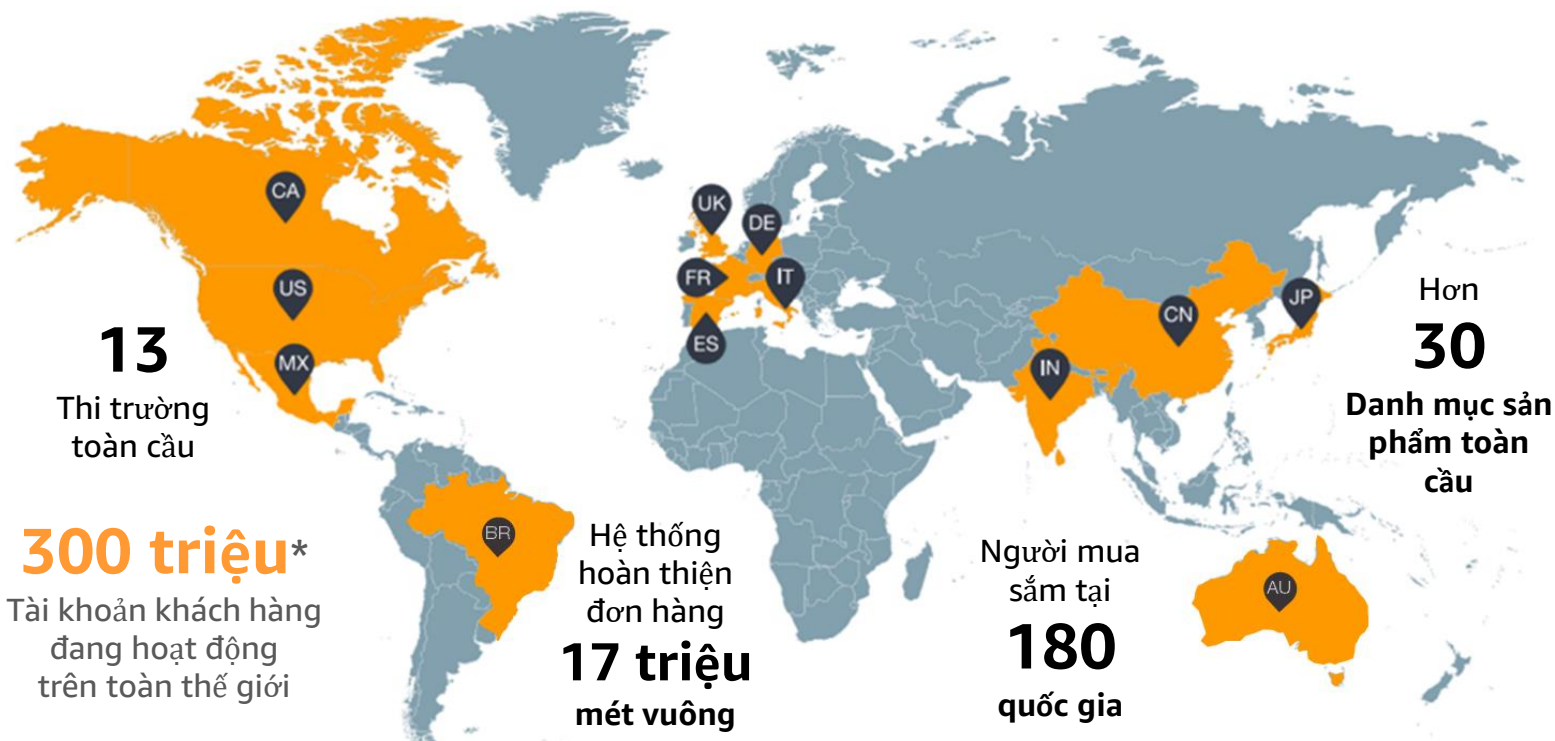 CA
US
MX
BR
UK
DE
FR
IT
ES
IN
CN
JP
AU
13
Thi trường
toàn cầu
300 triệu*
Tài khoản khách hàng
đang hoạt động
trên toàn thế giới
Hệ thống
hoàn thiện
đơn hàng
17 triệu
mét vuông
Người mua
sắm tại
180
quốc gia
Hơn
30
Danh mục sản
phẩm toàn
cầu